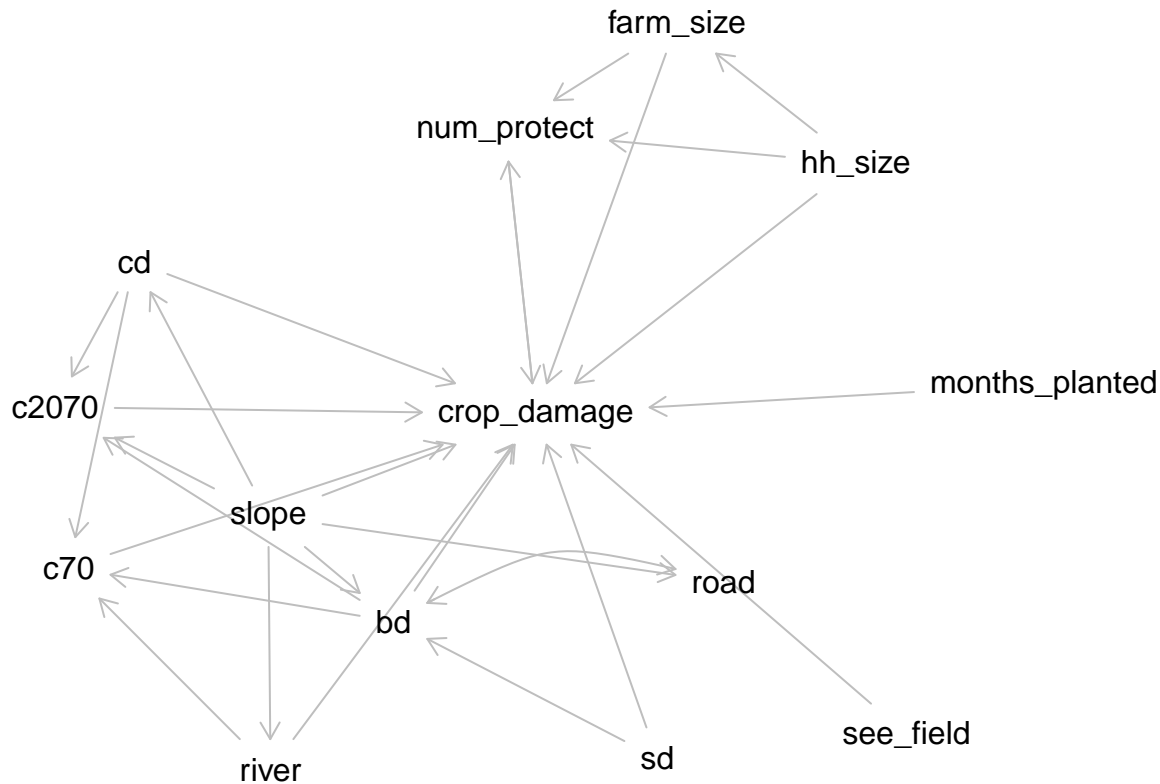 farm_size
num_protect
hh_size
cd
months_planted
c2070
crop_damage
slope
c70
road
bd
see_field
sd
river